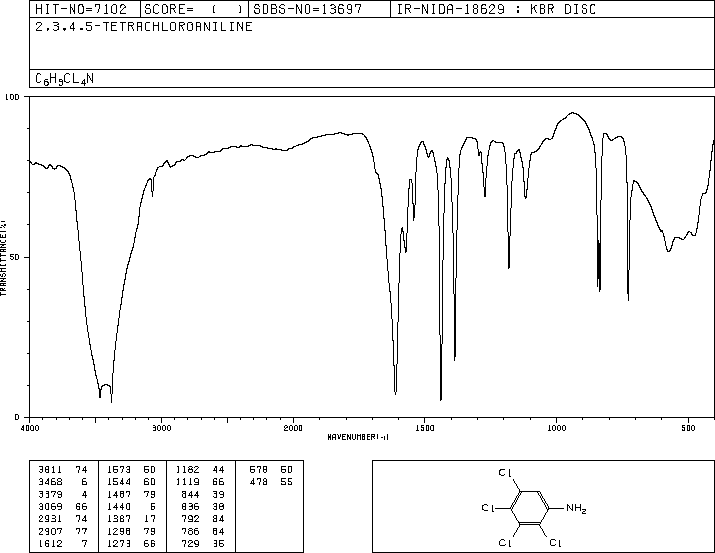 HIT-NO=7102 SCORE= ( ) SDBS-NO=13697 IR-NIDA-18629 : KBR DISC
2,3,4,5-TETRACHLOROANILINE
C6H3CL4N
100
50
0
TRANSMITTANCE(%)
4000 3000 2000 1500 1000 500
WAVENUMBER(-1)
3811 74 1573 50 1182 44 578 50
3468 6 1544 60 1119 66 478 55
3379 4 1487 79 844 39
3069 66 1440 5 836 38
2931 74 1387 17 792 84
2907 77 1298 79 786 84
1612 7 1273 66 729 35
Cl
Cl NH2
Cl Cl